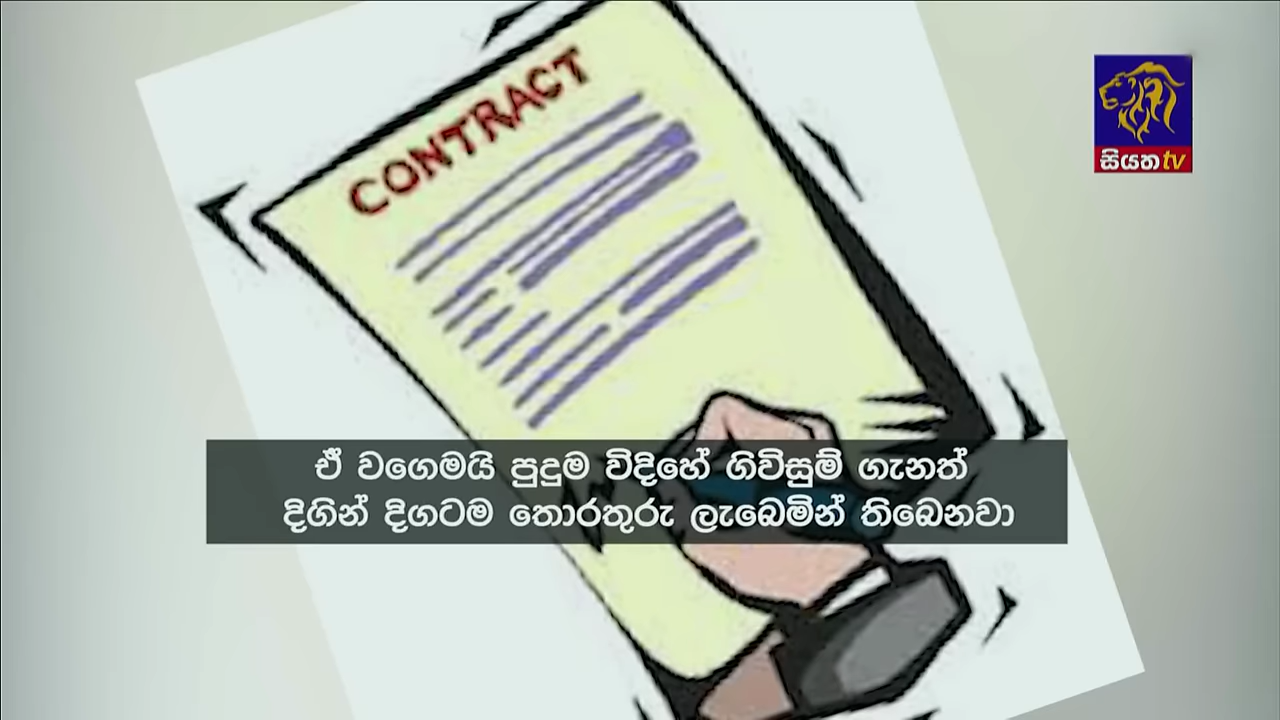 CONTRACT
සියත tv
ඒ වගෙමයි පුදුම විදිහේ ගිවිසුම් ගැනත්
දිගින් දිගටම තොරතුරු ලැබෙමින් තිබෙනවා